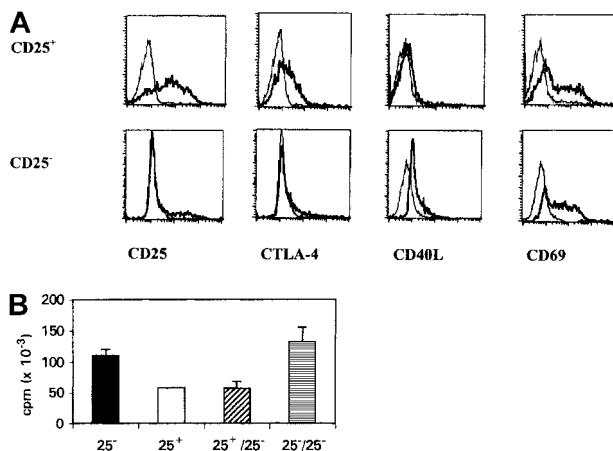 A
CD25+
CD25-
CD25 CTLA-4 CD40L CD69
B
cpm (x 10-3)
200
150
100
50
0
25- 25+ 25+/25- 25-/25-